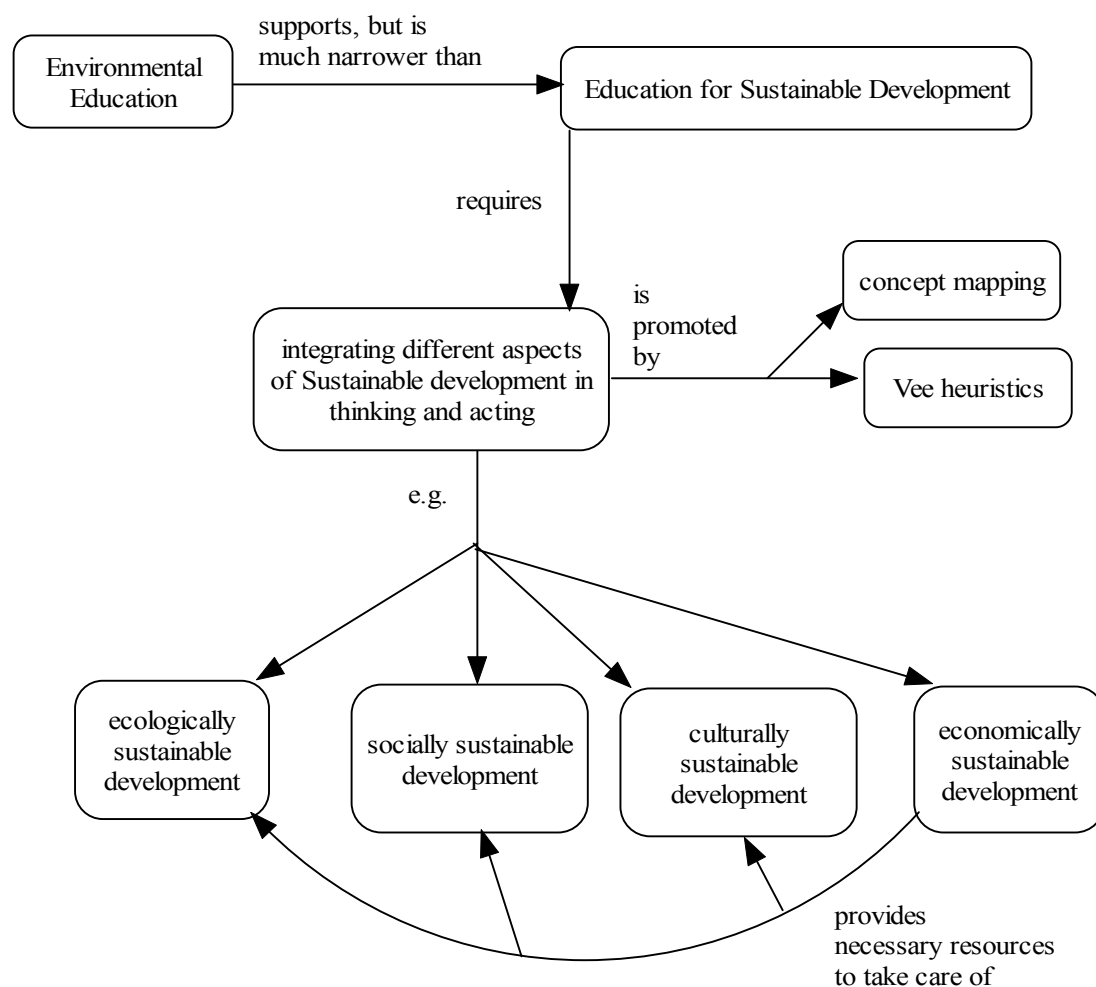 supports, but is
much narrower than
Environmental
Education
Education for Sustainable Development
requires
concept mapping
is
promoted
by
integrating different aspects
of Sustainable development in
thinking and acting
Vee heuristics
e.g.
ecologically
sustainable
development
socially sustainable
development
culturally
sustainable
development
economically
sustainable
development
provides
necessary resources
to take care of